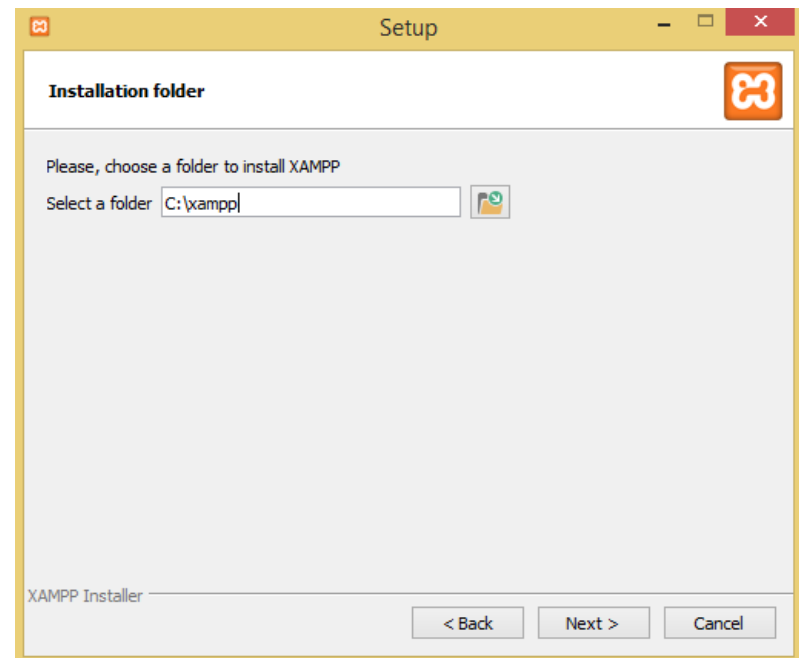 Setup
Installation folder
Please, choose a folder to install XAMPP
Select a folder C:\xampp
XAMPP Installer
< Back Next > Cancel